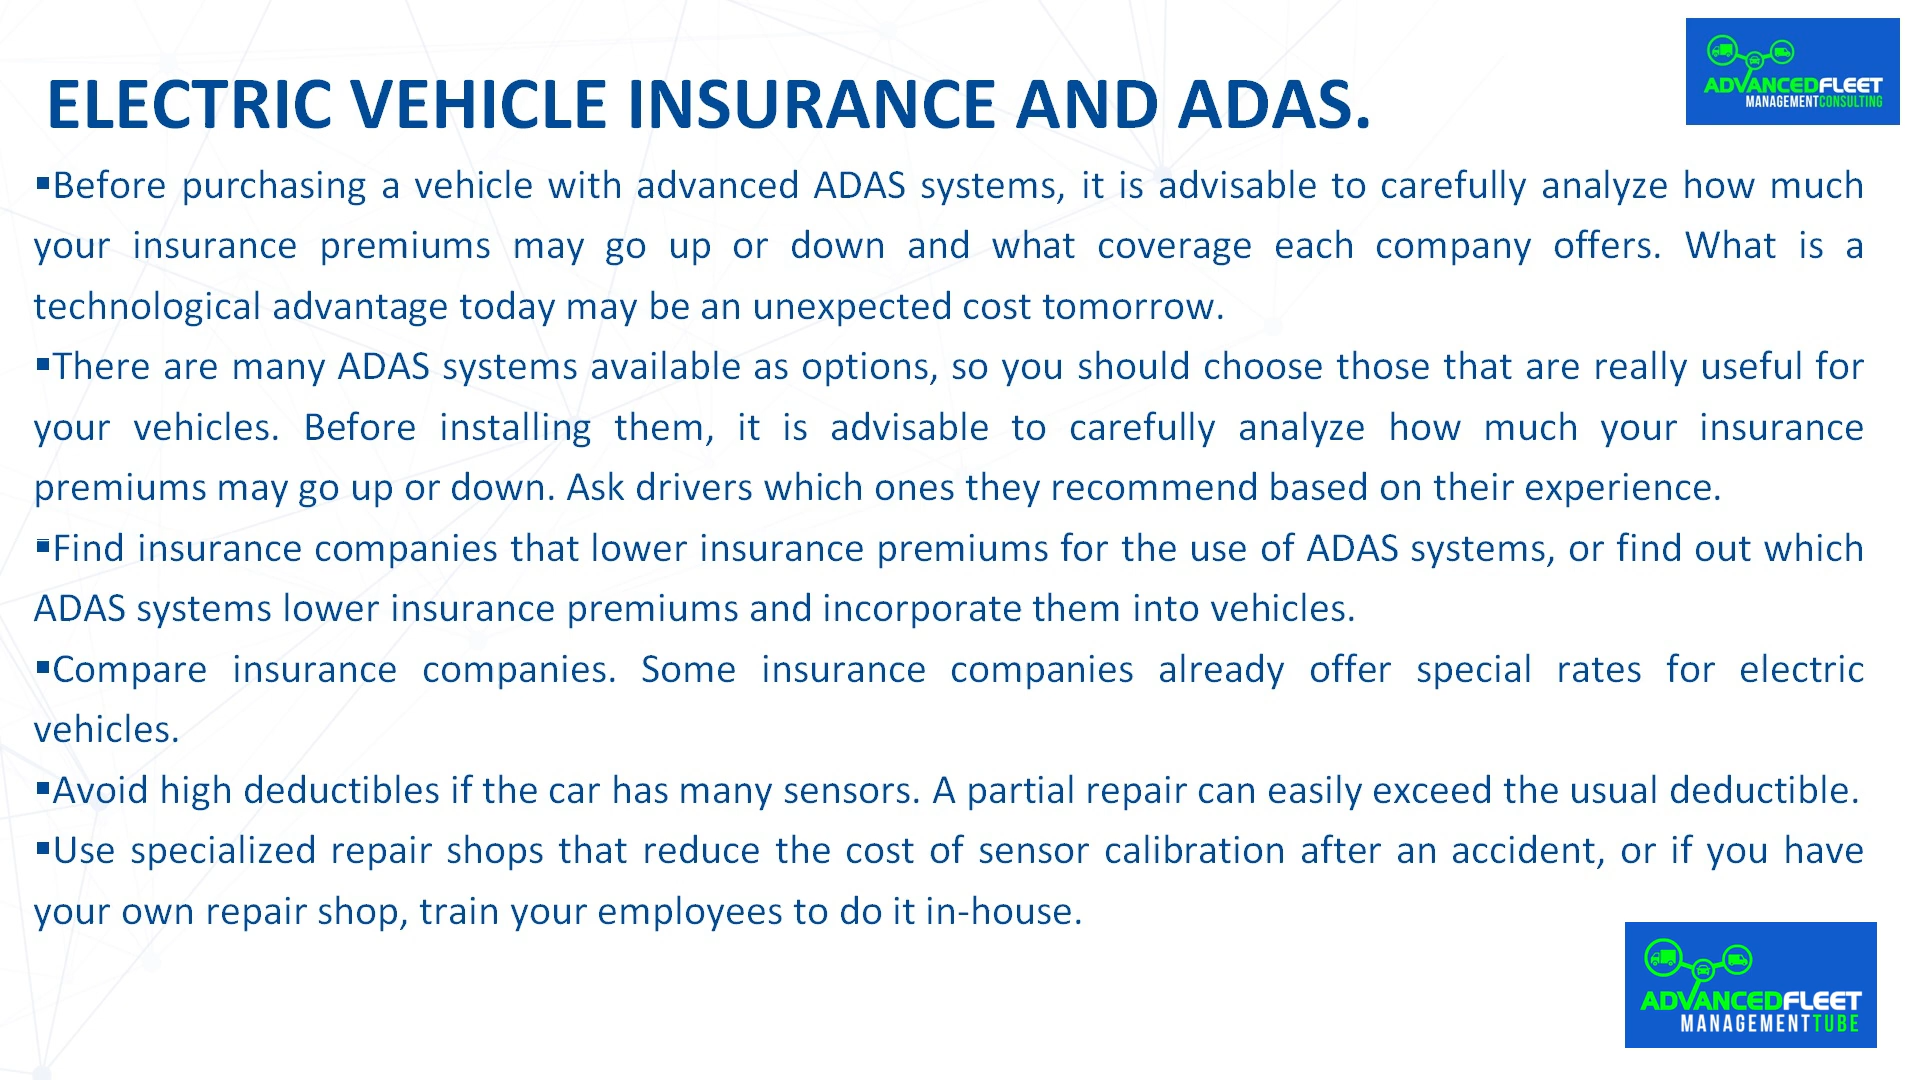 ELECTRIC VEHICLE INSURANCE AND ADAS.
ADVANCEDFLEET
MANAGEMENTCONSULTING
▪Before purchasing a vehicle with advanced ADAS systems, it is advisable to carefully analyze how much
your insurance premiums may go up or down and what coverage each company offers. What is a
technological advantage today may be an unexpected cost tomorrow.
▪There are many ADAS systems available as options, so you should choose those that are really useful for
your vehicles. Before installing them, it is advisable to carefully analyze how much your insurance
premiums may go up or down. Ask drivers which ones they recommend based on their experience.
▪Find insurance companies that lower insurance premiums for the use of ADAS systems, or find out which
ADAS systems lower insurance premiums and incorporate them into vehicles.
▪Compare insurance companies. Some insurance companies already offer special rates for electric
vehicles.
▪Avoid high deductibles if the car has many sensors. A partial repair can easily exceed the usual deductible.
▪Use specialized repair shops that reduce the cost of sensor calibration after an accident, or if you have
your own repair shop, train your employees to do it in-house.
ADVANCEDFLEET
MANAGEMENTTUBE